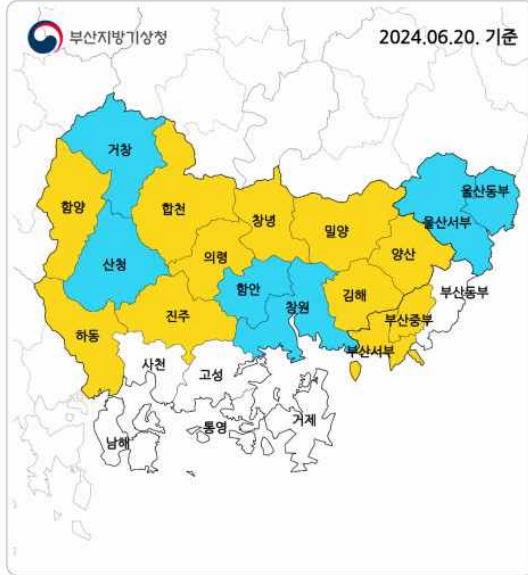 부산지방기상청
2024.06.20. 기준
거창
함양
합천
창녕
밀양
울산동부
울산서부
산청
의령
양산
함안
창원
김해
부산동부
하동
진주
부산중부
부산서부
사천
고성
통영
거제
남해